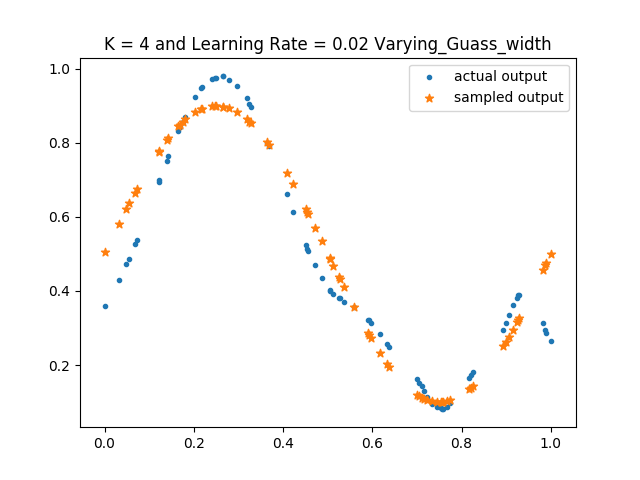 K = 4 and Learning Rate = 0.02 Varying_Guass_width
actual output
sampled output
1.0
0.8
0.6
0.4
0.2
0.0 0.2 0.4 0.6 0.8 1.0